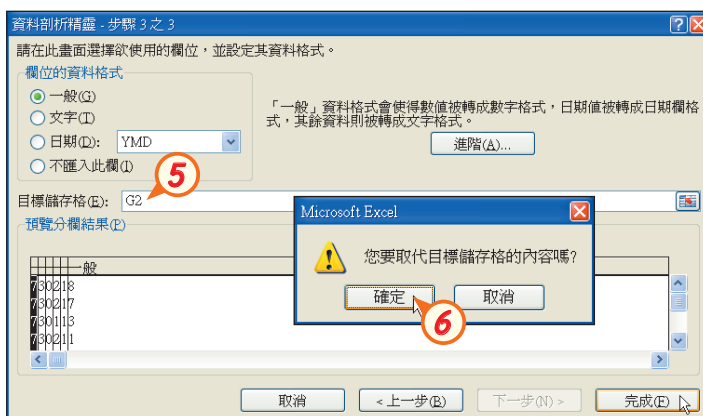 資料剖析精靈 - 步驟 3 之 3
請在此畫面選擇欲使用的欄位，並設定其資料格式。
欄位的資料格式
一般(G)
文字(T)
日期(D): YMD
不匯入此欄(I)
「一般」資料格式會使得數值被轉成數字格式，日期值被轉成日期欄格
式，其餘資料則被轉成文字格式。
進階(A)...
5
目標儲存格(E): G2
預覽分欄結果(P)
Microsoft Excel
您要取代目標儲存格的內容嗎?
確定 取消
6
一般
730218
730217
730113
730211
取消 < 上一步(B) 下一步(N) > 完成(F)